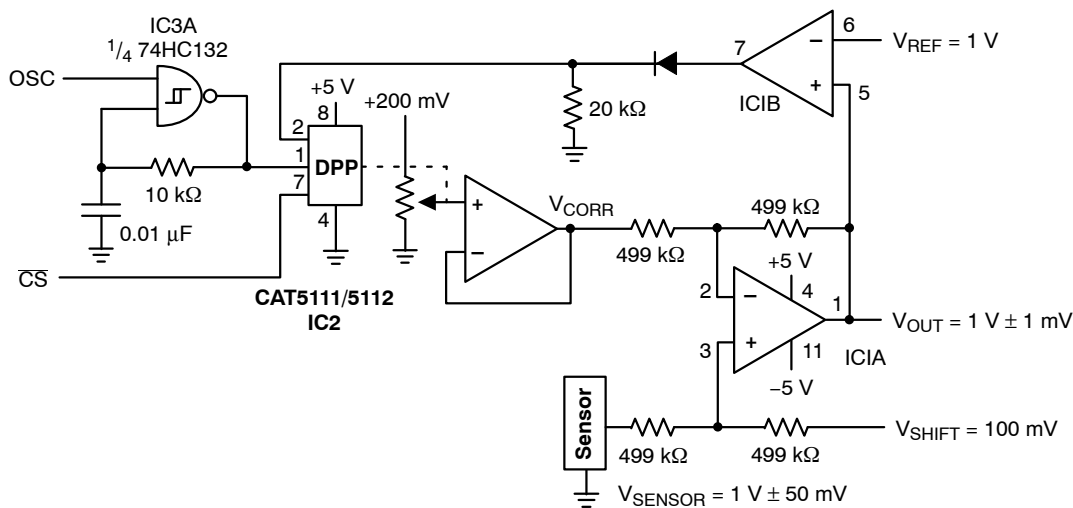 IC3A
1/4 74HC132
OSC
10 kΩ
0.01 μF
CS
+5 V
8
2
1
7
DPP
4
CAT5111/5112
IC2
+200 mV
+
−
VCORR
499 kΩ
499 kΩ
20 kΩ
7
−
+
6
5
ICIB
VREF = 1 V
+5 V
2
−
4
1
3
+
11
−5 V
ICIA
VOUT = 1 V ± 1 mV
Sensor
499 kΩ
499 kΩ
VSHIFT = 100 mV
VSENSOR = 1 V ± 50 mV